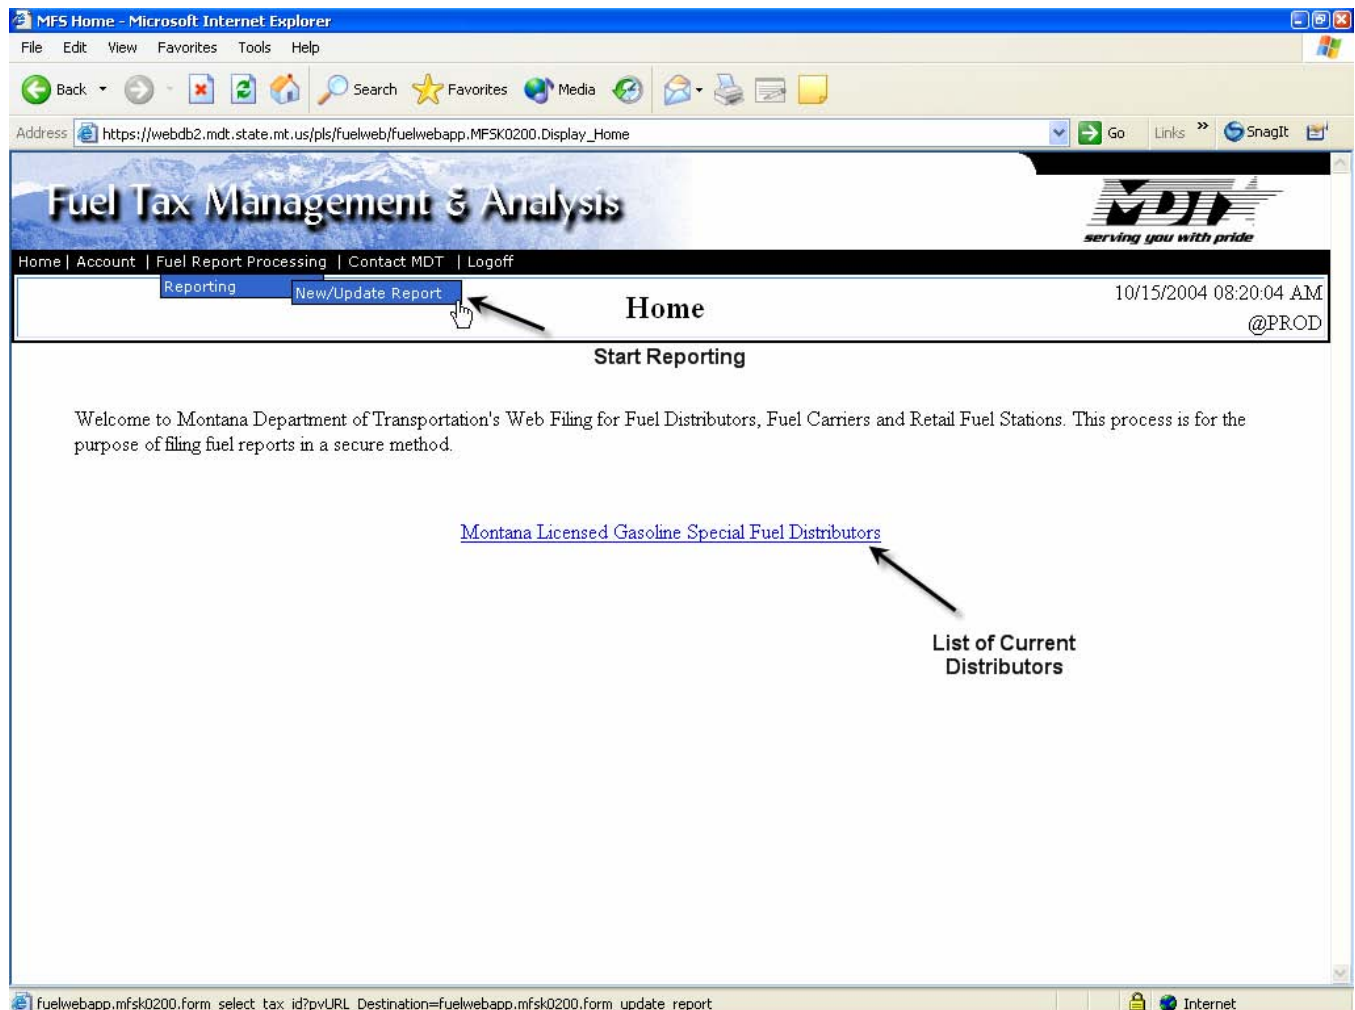 MFS Home - Microsoft Internet Explorer
File Edit View Favorites Tools Help
Back Search Favorites Media
Address https://webdb2.mdt.state.mt.us/pls/fuelweb/fuelwebapp.MFSK0200.Display_Home Go Links » SnagIt
Fuel Tax Management & Analysis
MDT
serving you with pride
Home | Account | Fuel Report Processing | Contact MDT | Logoff
Reporting New/Update Report
Home
10/15/2004 08:20:04 AM
@PROD
Start Reporting
Welcome to Montana Department of Transportation's Web Filing for Fuel Distributors, Fuel Carriers and Retail Fuel Stations. This process is for the
purpose of filing fuel reports in a secure method.
Montana Licensed Gasoline Special Fuel Distributors
List of Current
Distributors
fuelwebapp.mfsk0200.form_select_tax_id?pvURL_Destination=fuelwebapp.mfsk0200.form_update_report Internet